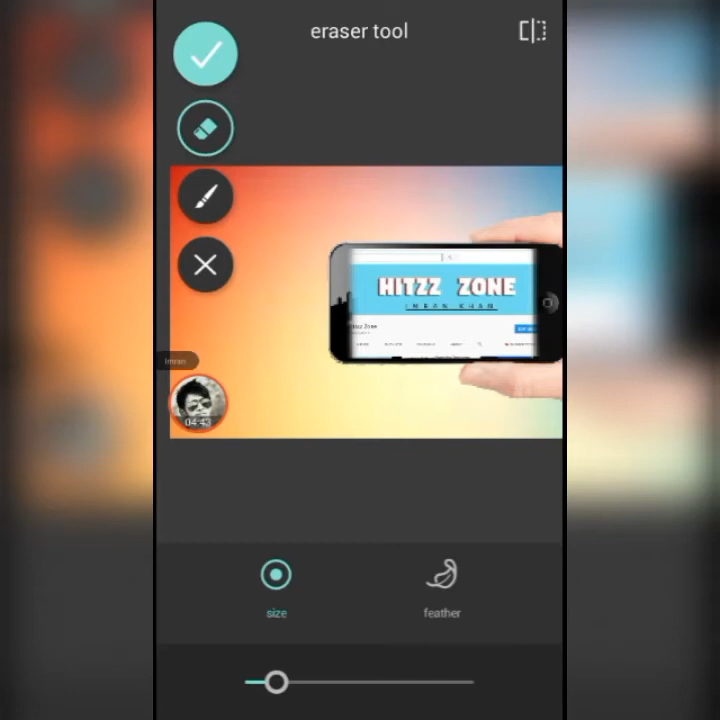 eraser tool
HITZZ ZONE
IMRAN KHAN
Imran
04:43
size
feather